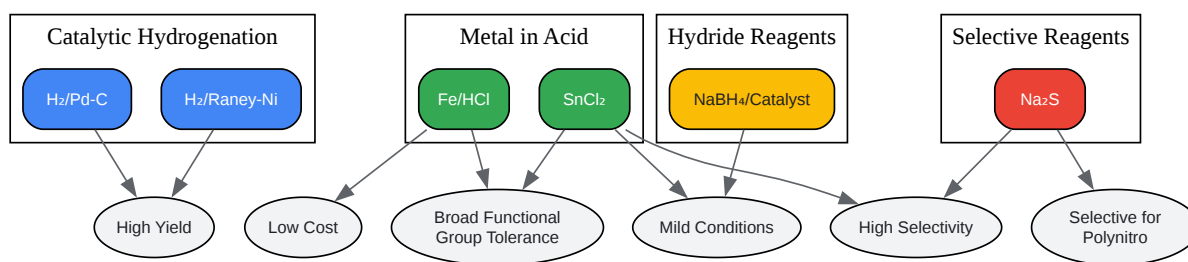 Catalytic Hydrogenation
Metal in Acid
Hydride Reagents
Selective Reagents
H₂/Pd-C
H₂/Raney-Ni
Fe/HCl
SnCl₂
NaBH₄/Catalyst
Na₂S
High Yield
Low Cost
Broad Functional
Group Tolerance
Mild Conditions
High Selectivity
Selective for
Polynitro